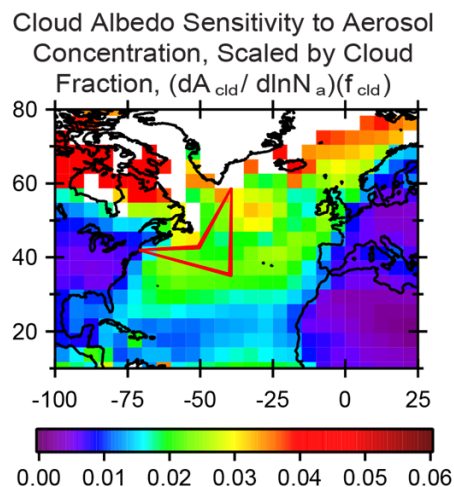 Cloud Albedo Sensitivity to Aerosol
Concentration, Scaled by Cloud
Fraction, (dA cld / dlnN a)(f cld)
80
60
40
20
-100 -75 -50 -25 0 25
0.00 0.01 0.02 0.03 0.04 0.05 0.06